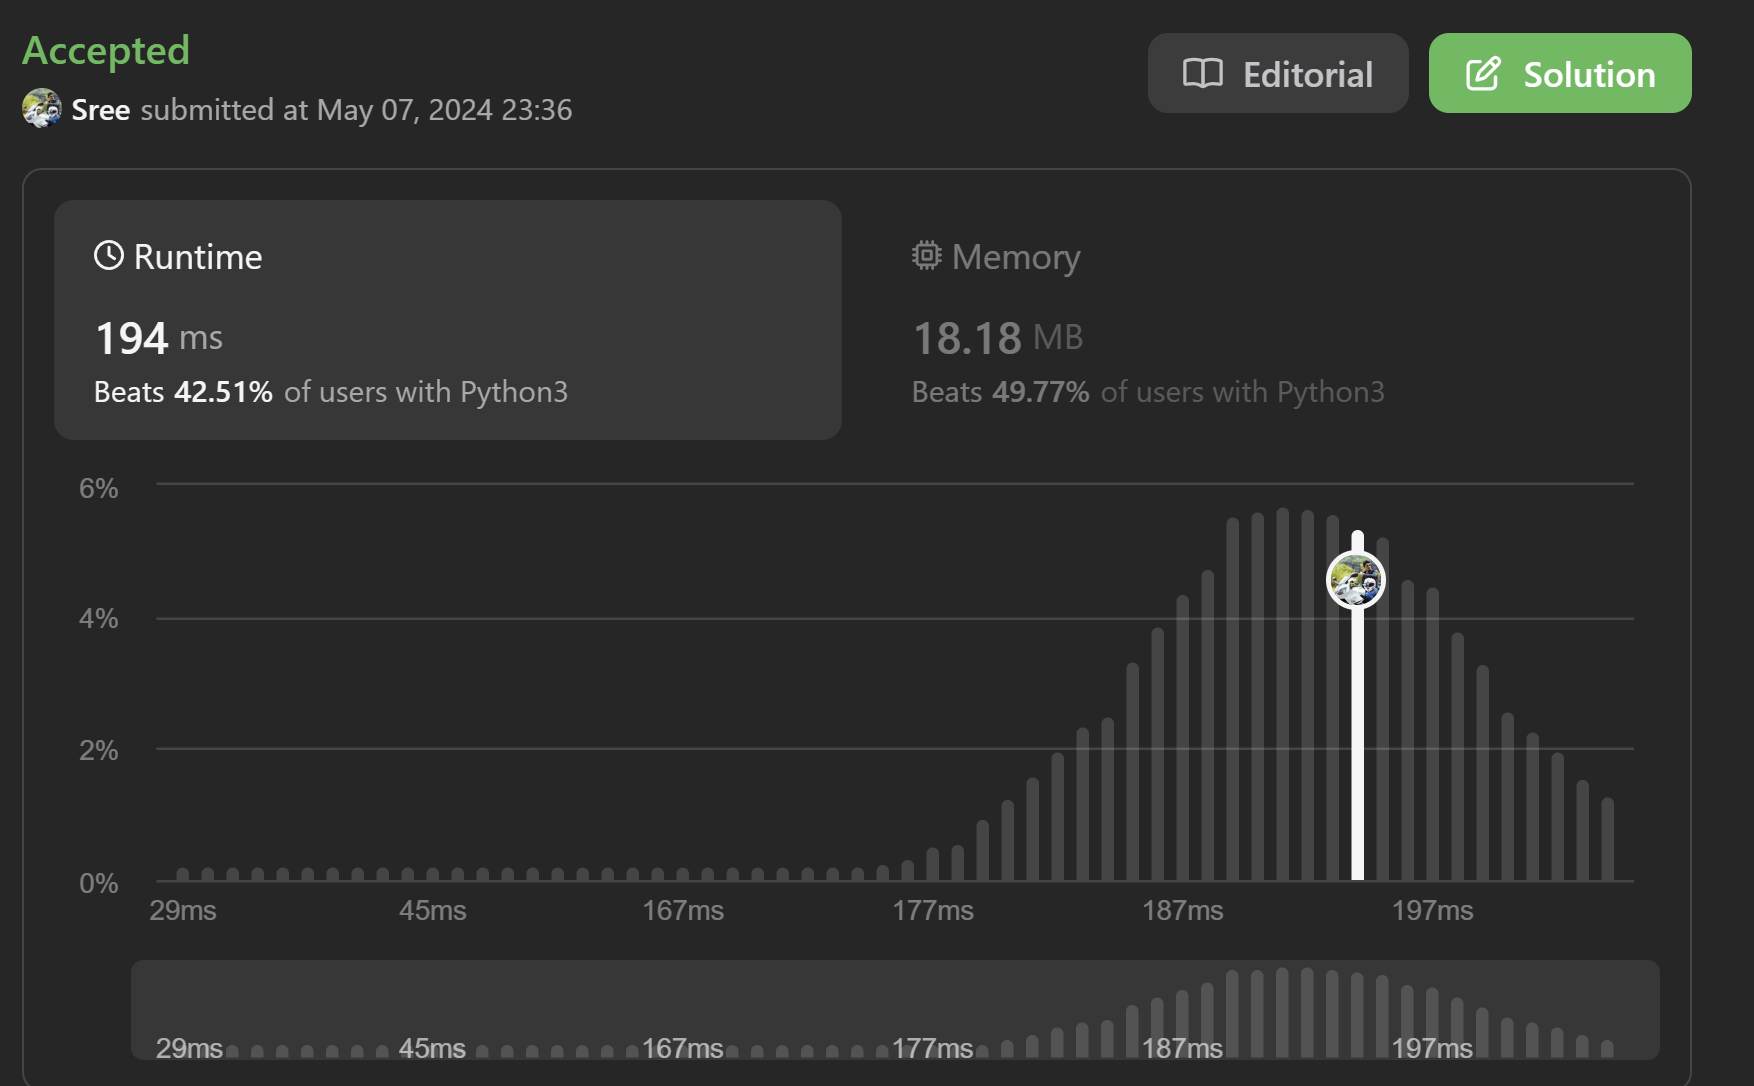 Accepted
Editorial
Solution
Sree submitted at May 07, 2024 23:36
Runtime
Memory
194 ms
18.18 MB
Beats 42.51% of users with Python3
Beats 49.77% of users with Python3
6%
4%
2%
0%
29ms 45ms 167ms 177ms 187ms 197ms
29ms 45ms 167ms 177ms 187ms 197ms